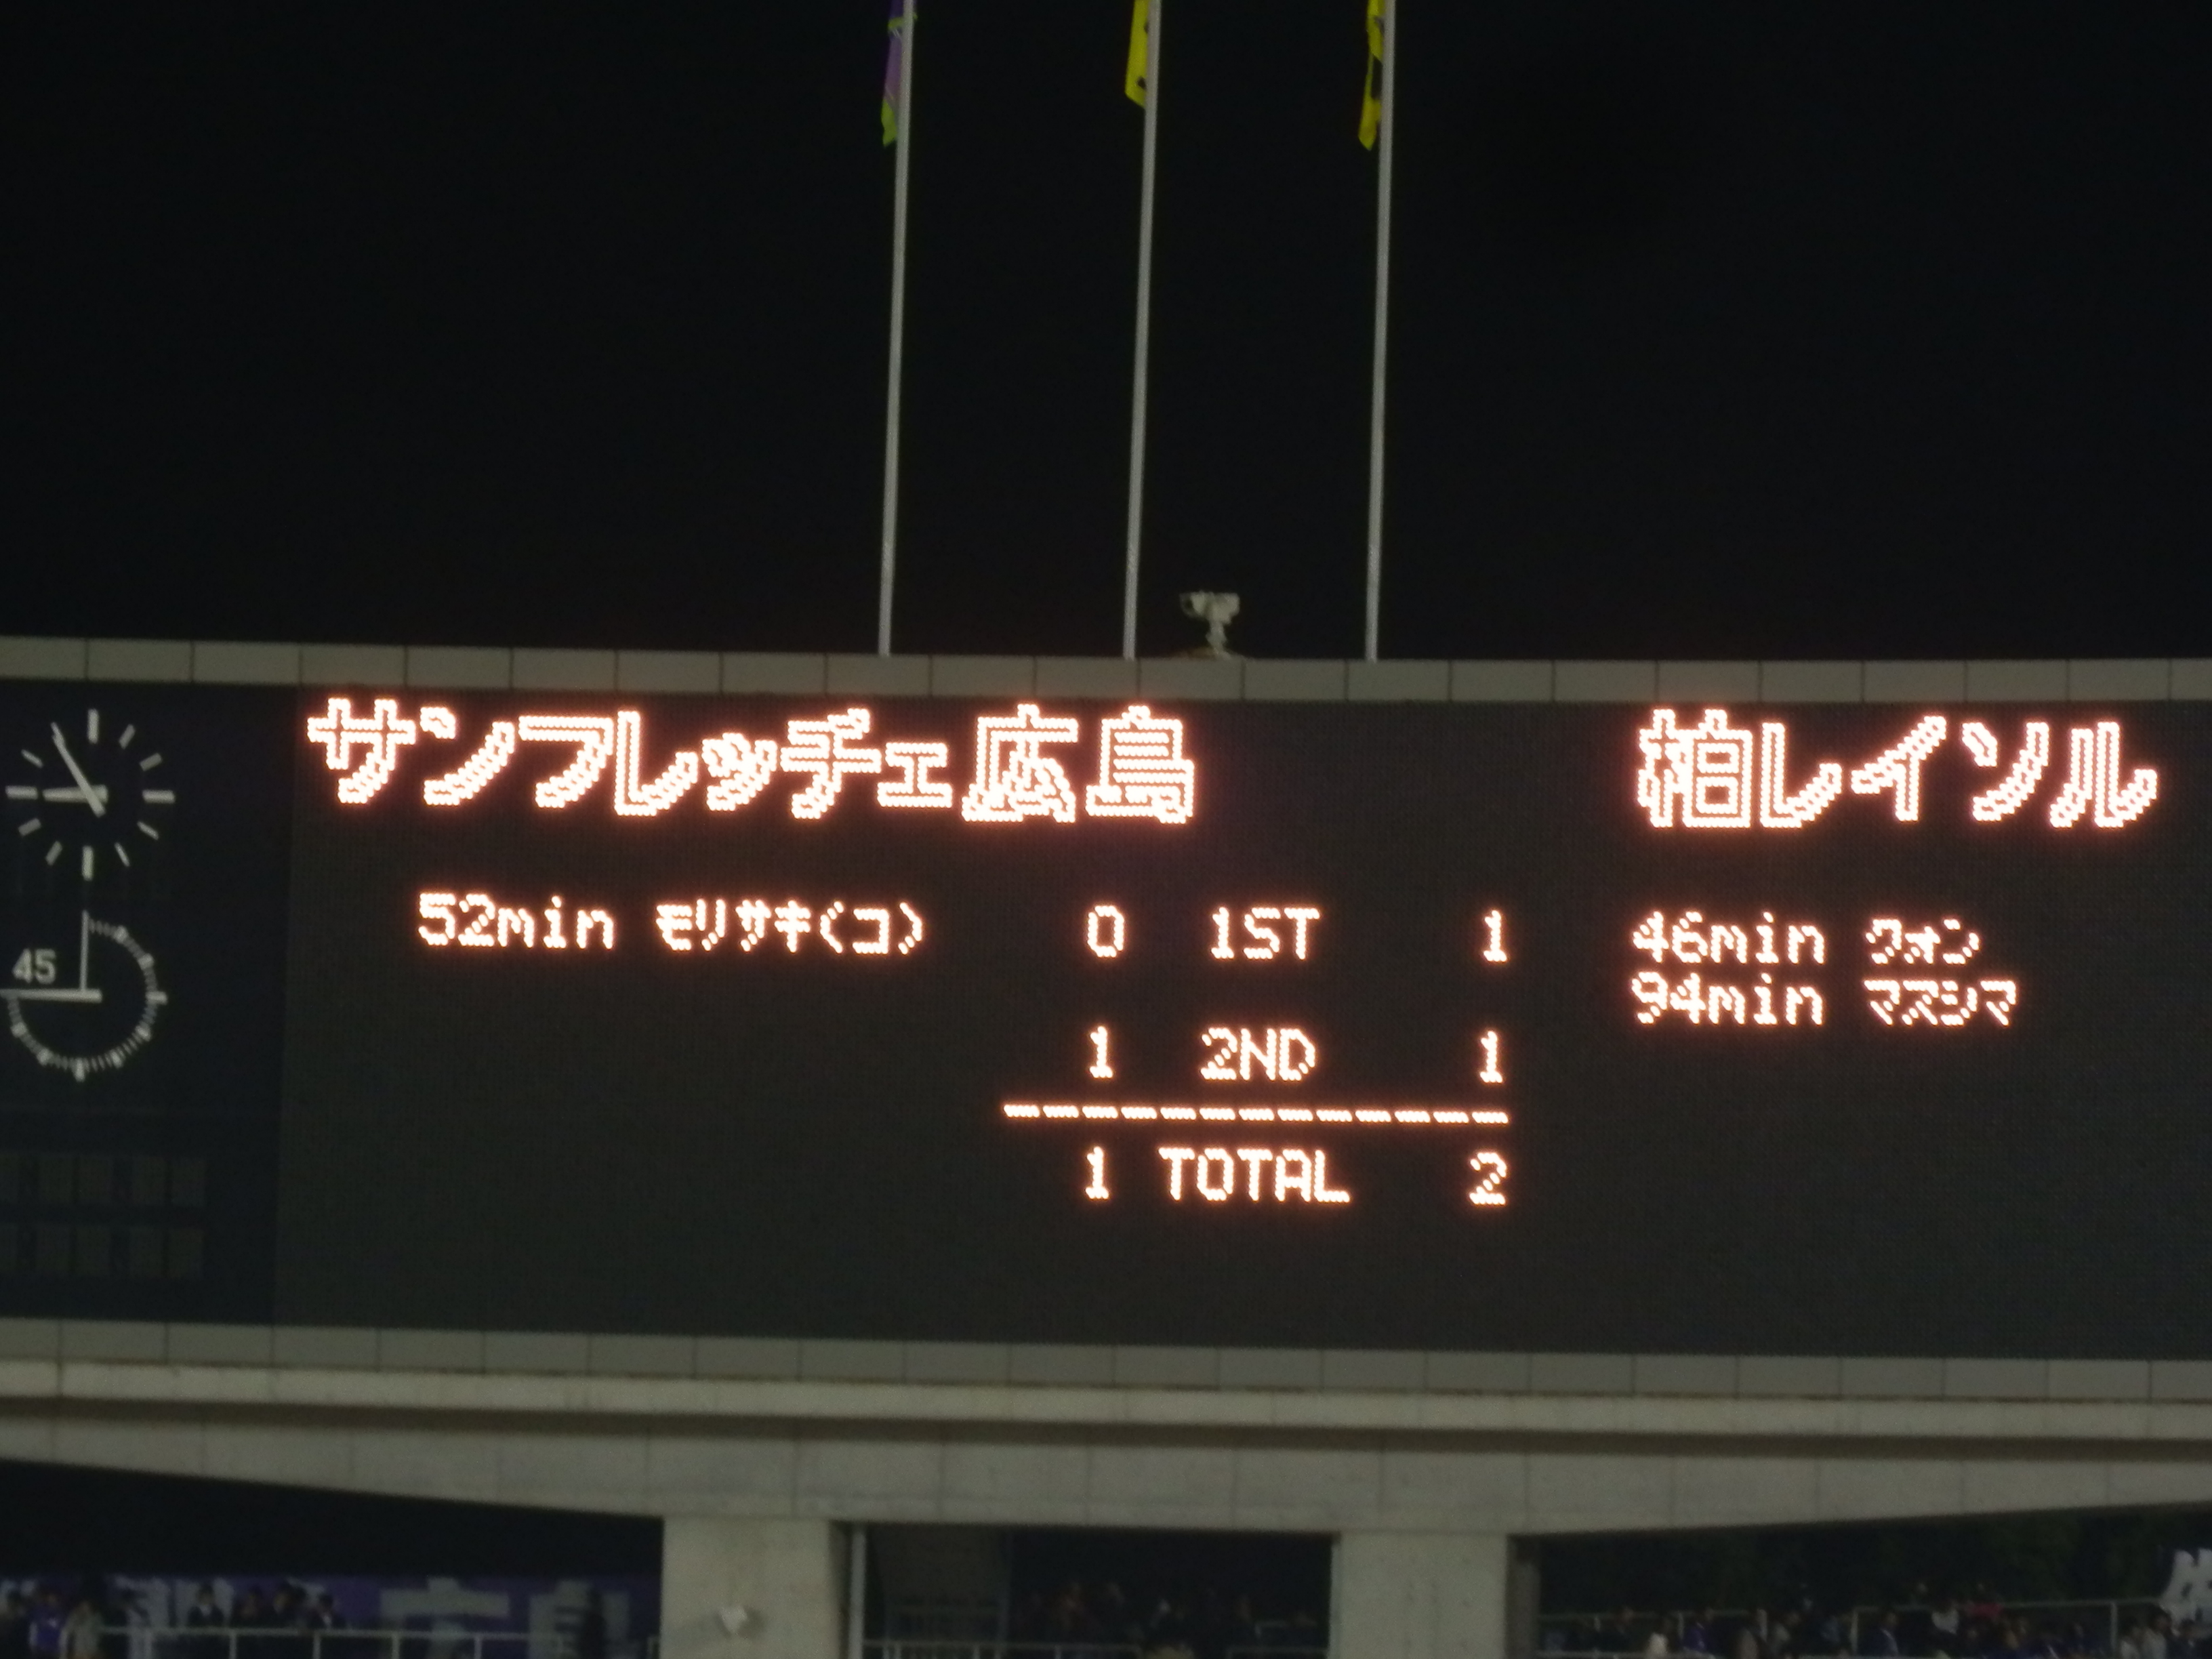 サンフレッチェ広島 柏レイソル
52min モリサキ(コ) 0 1ST 1 46min クォン
94min マスシマ
1 2ND 1
1 TOTAL 2
45